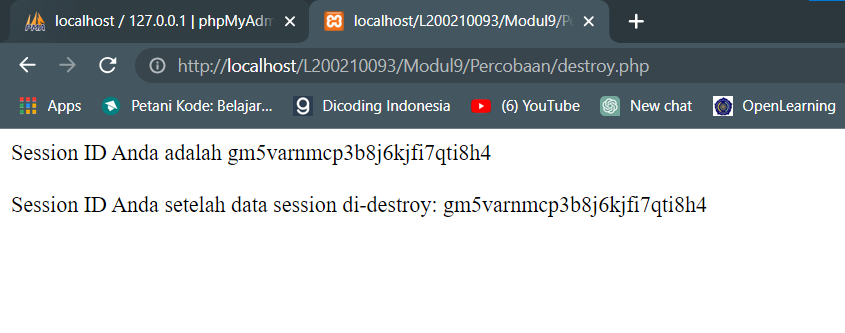 localhost / 127.0.0.1 | phpMyAdm
localhost/L200210093/Modul9/P
http://localhost/L200210093/Modul9/Percobaan/destroy.php
Apps
Petani Kode: Belajar...
Dicoding Indonesia
(6) YouTube
New chat
OpenLearning
Session ID Anda adalah gm5varnmcp3b8j6kjfi7qti8h4
Session ID Anda setelah data session di-destroy: gm5varnmcp3b8j6kjfi7qti8h4